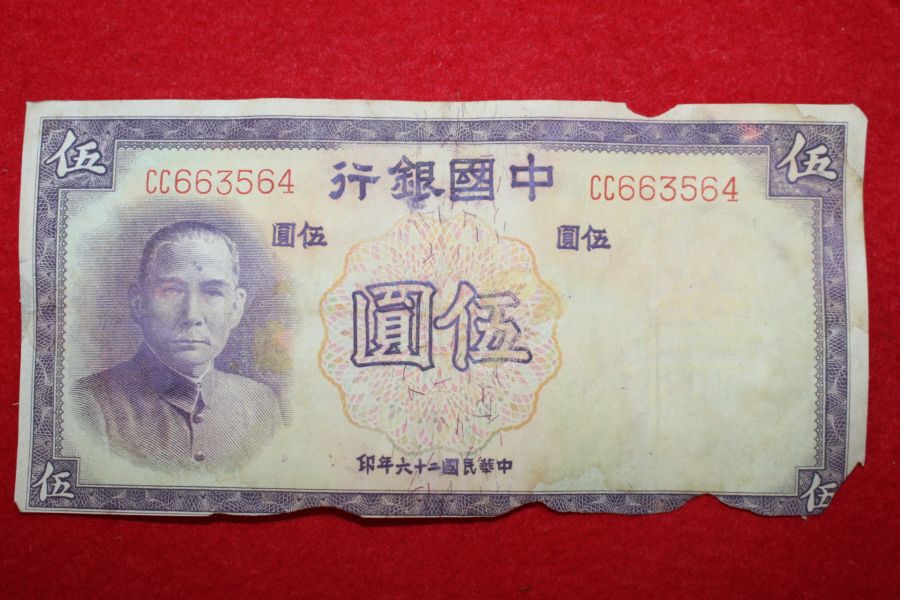 伍 伍
CC663564 中國銀行 CC663564
伍圓 伍圓
伍圓
中華民國二十六年印
伍 伍